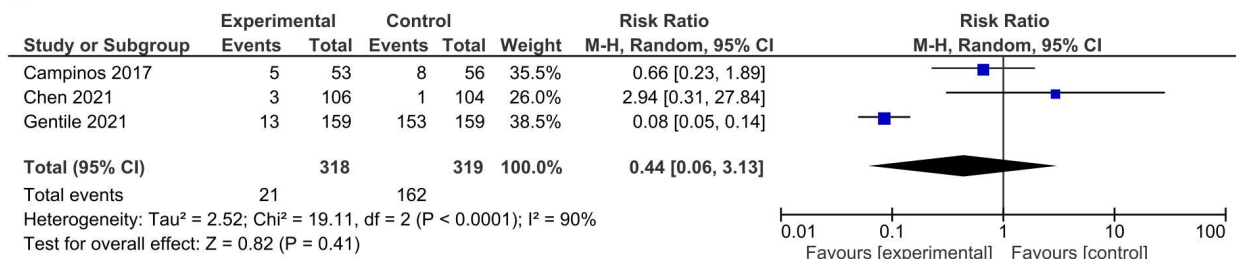 Experimental Control Risk Ratio Risk Ratio
Study or Subgroup Events Total Events Total Weight M-H, Random, 95% CI M-H, Random, 95% CI
Campinos 2017 5 53 8 56 35.5% 0.66 [0.23, 1.89]
Chen 2021 3 106 1 104 26.0% 2.94 [0.31, 27.84]
Gentile 2021 13 159 153 159 38.5% 0.08 [0.05, 0.14]
Total (95% CI) 318 319 100.0% 0.44 [0.06, 3.13]
Total events 21 162
Heterogeneity: Tau² = 2.52; Chi² = 19.11, df = 2 (P < 0.0001); I² = 90%
Test for overall effect: Z = 0.82 (P = 0.41)
0.01 0.1 1 10 100
Favours [experimental] Favours [control]